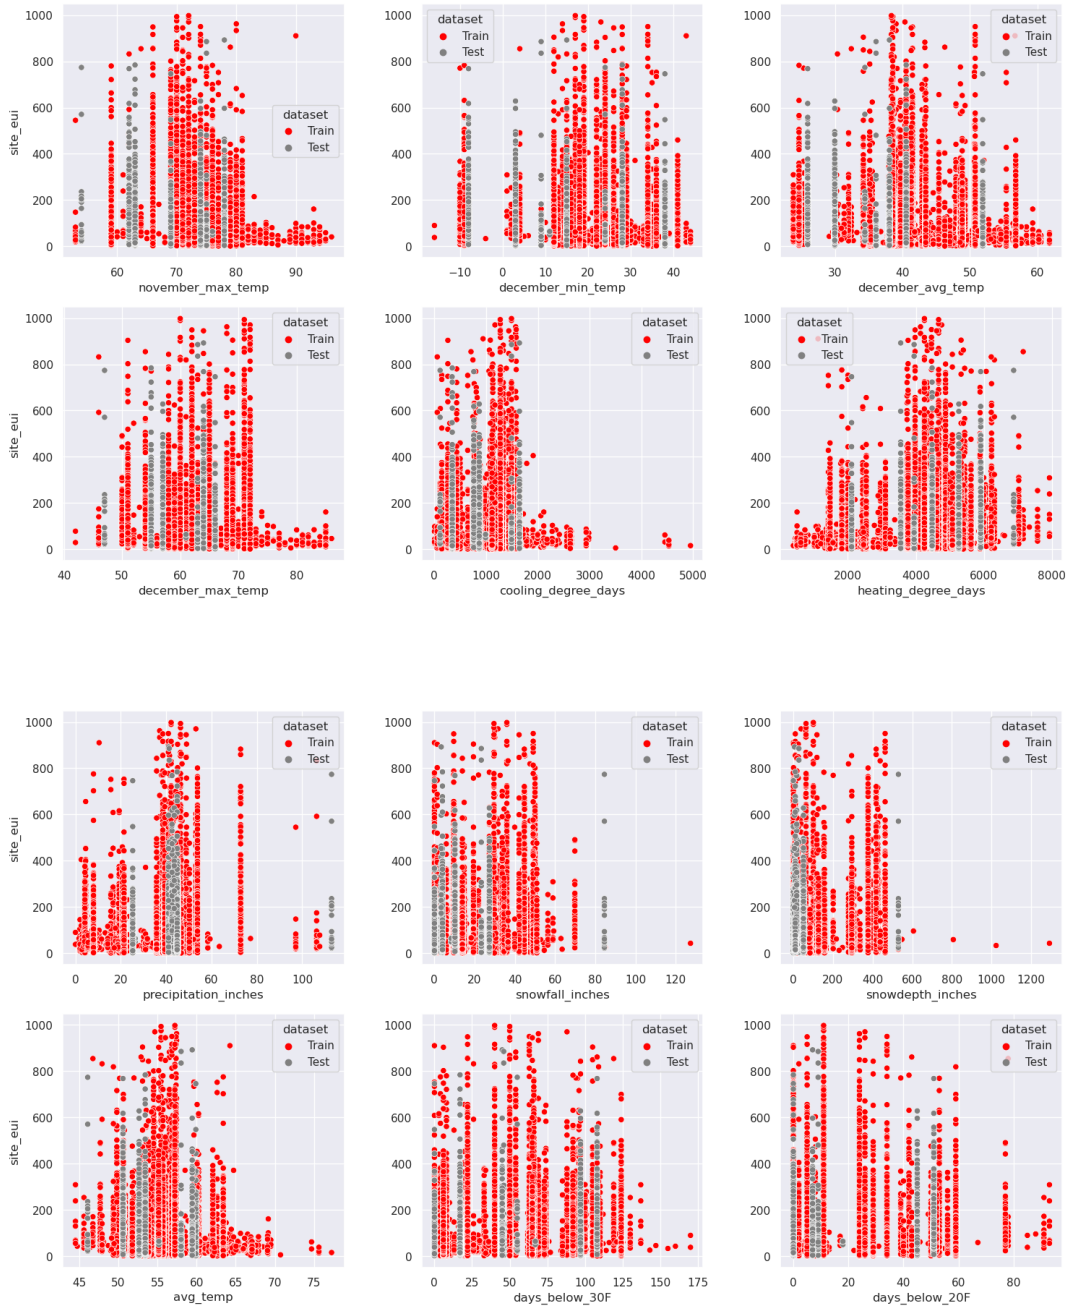 1000
800
600
400
200
0
site_eui
60
70
80
90
november_max_temp
dataset
Train
Test
1000
800
600
400
200
0
−10
0
10
20
30
40
december_min_temp
dataset
Train
Test
1000
800
600
400
200
0
30
40
50
60
december_avg_temp
dataset
Train
Test
1000
800
600
400
200
0
site_eui
40
50
60
70
80
december_max_temp
dataset
Train
Test
1000
800
600
400
200
0
0
1000
2000
3000
4000
5000
cooling_degree_days
dataset
Train
Test
1000
800
600
400
200
0
2000
4000
6000
8000
heating_degree_days
dataset
Train
Test
1000
800
600
400
200
0
site_eui
0
20
40
60
80
100
precipitation_inches
dataset
Train
Test
1000
800
600
400
200
0
0
20
40
60
80
100
120
snowfall_inches
dataset
Train
Test
1000
800
600
400
200
0
0
200
400
600
800
1000
1200
snowdepth_inches
dataset
Train
Test
1000
800
600
400
200
0
site_eui
45
50
55
60
65
70
75
avg_temp
dataset
Train
Test
1000
800
600
400
200
0
0
25
50
75
100
125
150
175
days_below_30F
dataset
Train
Test
1000
800
600
400
200
0
0
20
40
60
80
days_below_20F
dataset
Train
Test